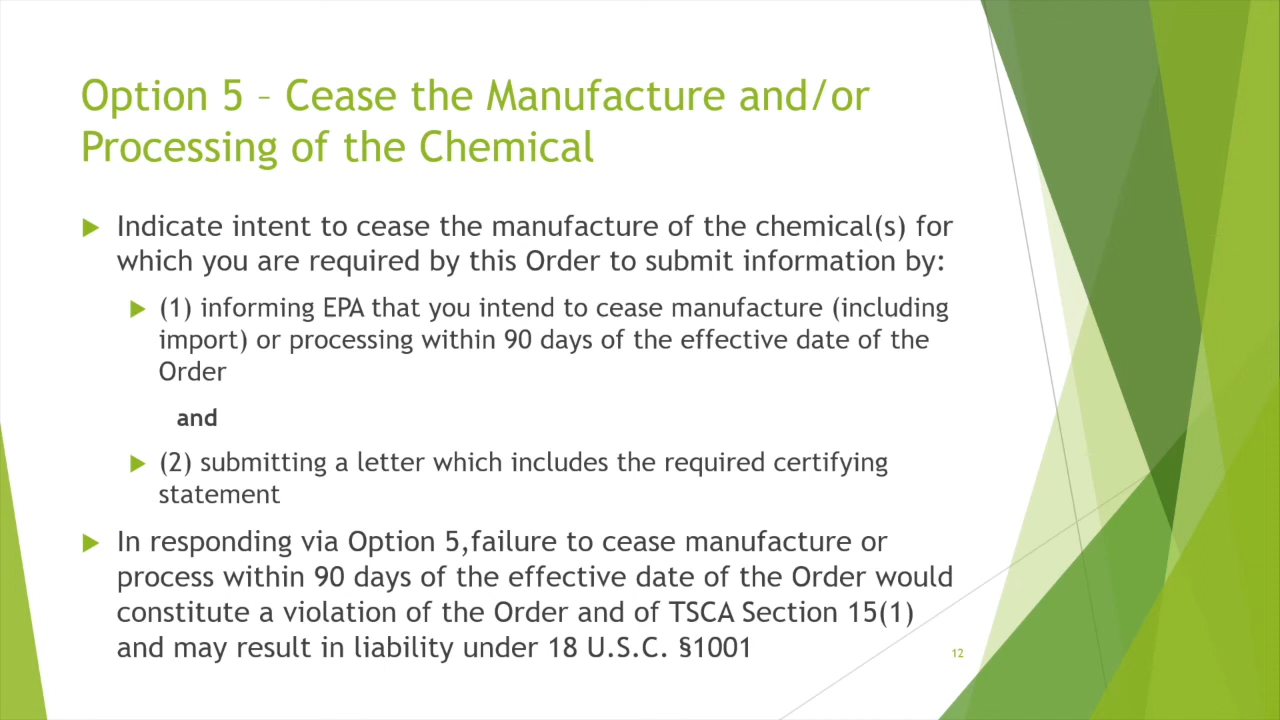 Option 5 – Cease the Manufacture and/or
Processing of the Chemical
Indicate intent to cease the manufacture of the chemical(s) for
which you are required by this Order to submit information by:
(1) informing EPA that you intend to cease manufacture (including
import) or processing within 90 days of the effective date of the
Order
and
(2) submitting a letter which includes the required certifying
statement
In responding via Option 5,failure to cease manufacture or
process within 90 days of the effective date of the Order would
constitute a violation of the Order and of TSCA Section 15(1)
and may result in liability under 18 U.S.C. §1001
12